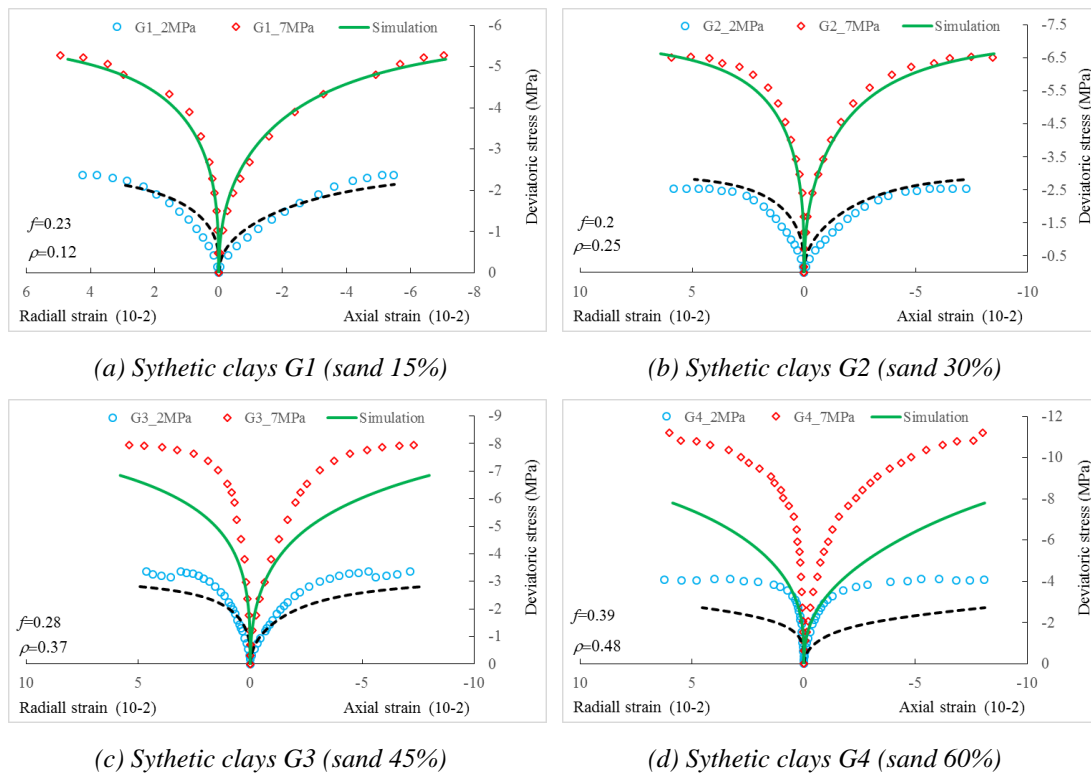 G1_2MPa G1_7MPa Simulation
-6
-5
-4
-3
-2
-1
0
Deviatoric stress (MPa)
f=0.23
ρ=0.12
6 4 2 0 -2 -4 -6 -8
Radiall strain (10-2) Axial strain (10-2)
(a) Sythetic clays G1 (sand 15%)
G2_2MPa G2_7MPa Simulation
-7.5
-6.5
-5.5
-4.5
-3.5
-2.5
-1.5
-0.5
Deviatoric stress (MPa)
f=0.2
ρ=0.25
10 5 0 -5 -10
Radiall strain (10-2) Axial strain (10-2)
(b) Sythetic clays G2 (sand 30%)
G3_2MPa G3_7MPa Simulation
-9
-8
-7
-6
-5
-4
-3
-2
-1
0
Deviatoric stress (MPa)
f=0.28
ρ=0.37
10 5 0 -5 -10
Radiall strain (10-2) Axial strain (10-2)
(c) Sythetic clays G3 (sand 45%)
G4_2MPa G4_7MPa Simulation
-12
-10
-8
-6
-4
-2
0
Deviatoric stress (MPa)
f=0.39
ρ=0.48
10 5 0 -5 -10
Radiall strain (10-2) Axial strain (10-2)
(d) Sythetic clays G4 (sand 60%)